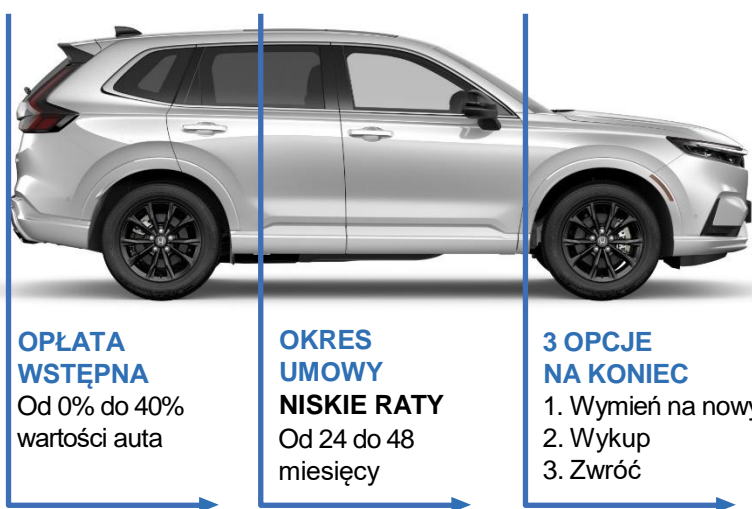 OPŁATA
WSTĘPNA
Od 0% do 40%
wartości auta
OKRES
UMOWY
NISKIE RATY
Od 24 do 48
miesięcy
3 OPCJE
NA KONIEC
1. Wymień na nowy
2. Wykup
3. Zwróć